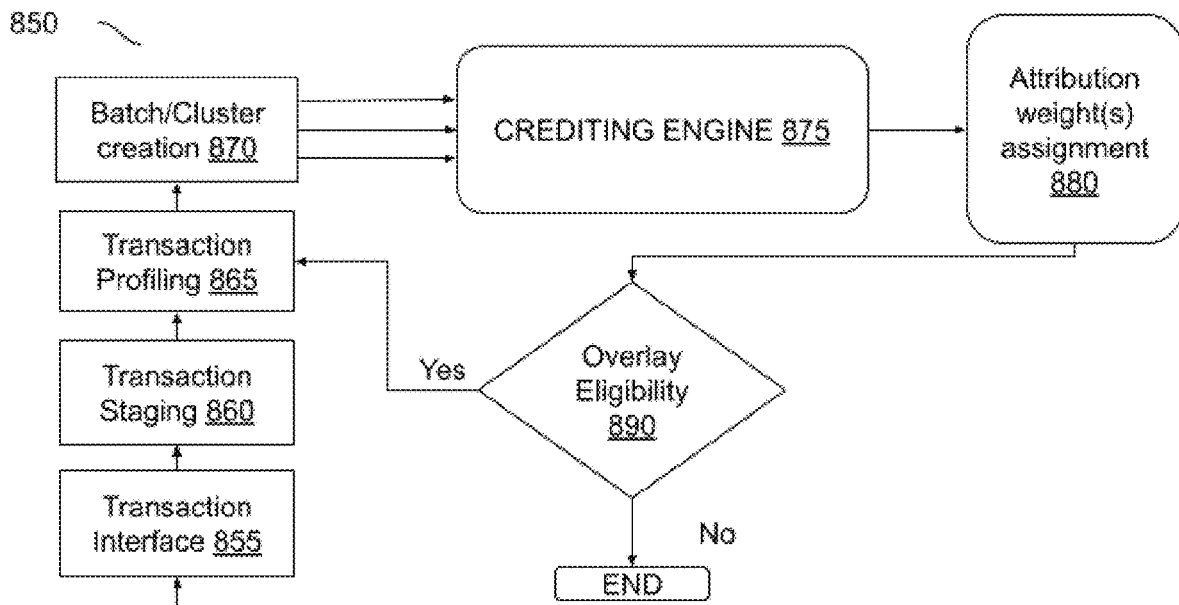 850
Batch/Cluster
creation 870
CREDITING ENGINE 875
Attribution
weight(s)
assignment
880
Transaction
Profiling 865
Transaction
Staging 860
Transaction
Interface 855
Yes
Overlay
Eligibility
890
No
END